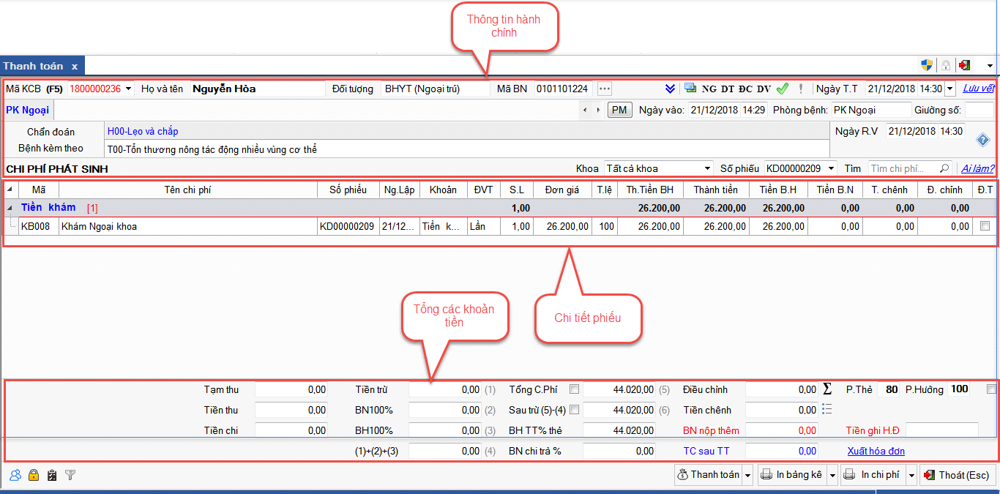 Thông tin hành
chính
Thanh toán x
Mã KCB (F5) 1800000236 Họ và tên Nguyễn Hòa Đối tượng BHYT (Ngoại trú) Mã BN 0101101224 ... NG DT ĐC DV ! Ngày T.T 21/12/2018 14:30 Lưu vết
PK Ngoại PM Ngày vào: 21/12/2018 14:29 Phòng bệnh: PK Ngoại Giường số:
Chẩn đoán H00-Lẹo và chắp Ngày R.V 21/12/2018 14:30 ?
Bệnh kèm theo T00-Tổn thương nông tác động nhiều vùng cơ thể
CHI PHÍ PHÁT SINH Khoa Tất cả khoa Số phiếu KD00000209 Tìm Tìm chi phí... Ai làm?
Mã Tên chi phí Số phiếu Ng.Lập Khoản ĐVT S.L Đơn giá T.lệ Th.Tiền BH Thành tiền Tiền B.H Tiền B.N T. chênh Đ. chỉnh Đ.T
Tiền khám [1] 1,00 26.200,00 26.200,00 26.200,00 0,00 0,00 0,00
KB008 Khám Ngoại khoa KD00000209 21/12... Tiền k... Lần 1,00 26.200,00 100 26.200,00 26.200,00 26.200,00 0,00 0,00 0,00
Tổng các khoản
tiền
Chi tiết phiếu
Tạm thu 0,00 Tiền trừ 0,00 (1) Tổng C.Phí 44.020,00 (5) Điều chỉnh 0,00 Σ P.Thẻ 80 P.Hưởng 100
Tiền thu 0,00 BN100% 0,00 (2) Sau trừ (5)-(4) 44.020,00 (6) Tiền chênh 0,00
Tiền chi 0,00 BH100% 0,00 (3) BH TT% thẻ 44.020,00 BN nộp thêm 0,00 Tiền ghi H.Đ
(1)+(2)+(3) 0,00 (4) BN chi trả % 0,00 TC sau TT 0,00 Xuất hóa đơn
Thanh toán In bảng kê In chi phí Thoát (Esc)